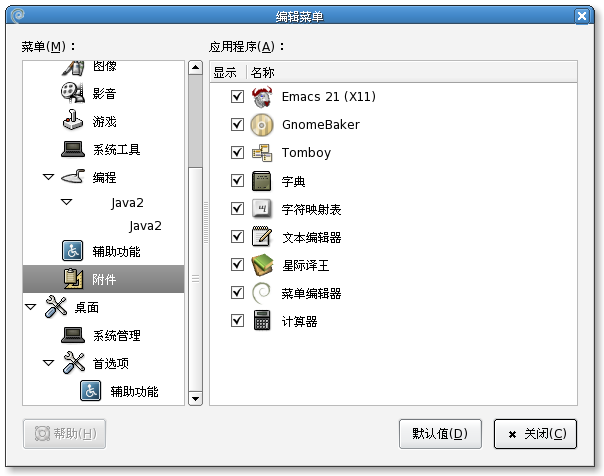 编辑菜单
菜单(M)：
应用程序(A)：
图像
影音
游戏
系统工具
编程
Java2
Java2
辅助功能
附件
桌面
系统管理
首选项
辅助功能
显示 名称
Emacs 21 (X11)
GnomeBaker
Tomboy
字典
字符映射表
文本编辑器
星际译王
菜单编辑器
计算器
帮助(H)
默认值(D)
关闭(C)